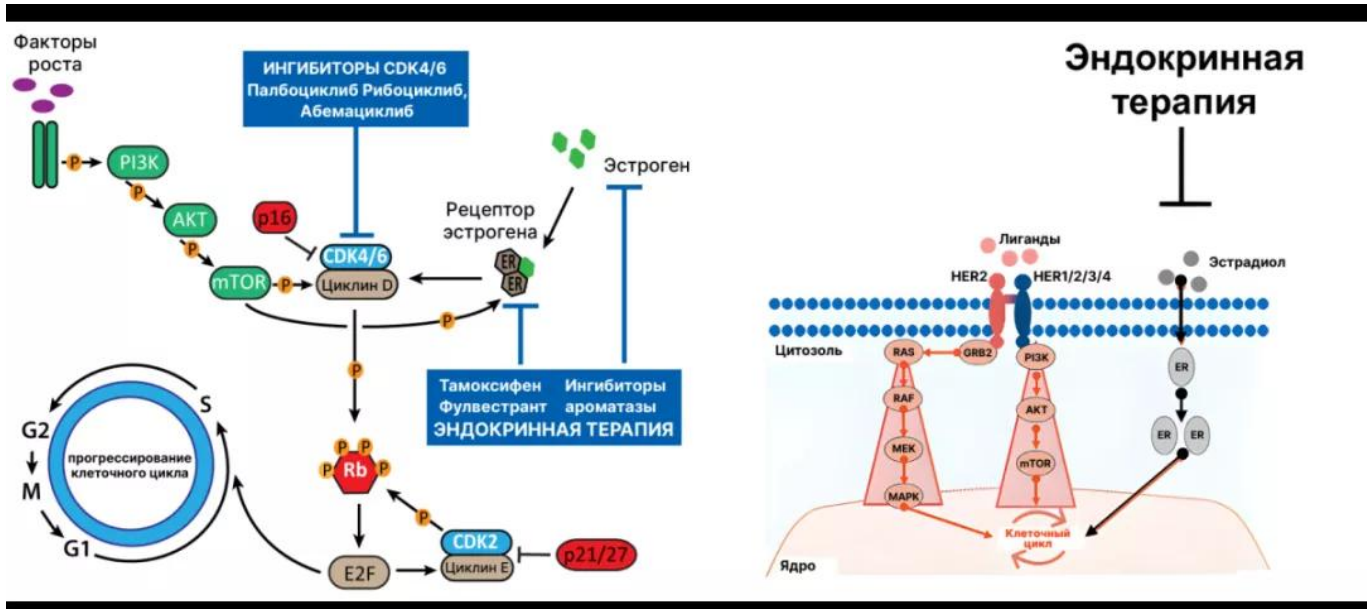 Факторы
роста
P
PI3K
P
AKT
P
mTOR
P
ИНГИБИТОРЫ CDK4/6
Палбоциклиб Рибоциклиб,
Абемациклиб
p16
CDK4/6
Циклин D
Эстроген
Рецептор
эстрогена
ER
ER
P
P
Тамоксифен Ингибиторы
Фулвестрант ароматазы
ЭНДОКРИННАЯ ТЕРАПИЯ
P P
P P
Rb
P
E2F
CDK2
Циклин E
p21/27
S
G2
M
G1
прогрессирование
клеточного цикла
Эндокринная
терапия
Лиганды
HER2
HER1/2/3/4
Эстрадиол
Цитозоль
RAS
GRB2
PI3K
ER
RAF
AKT
ER
ER
MEK
mTOR
MAPK
Клеточный
цикл
Ядро